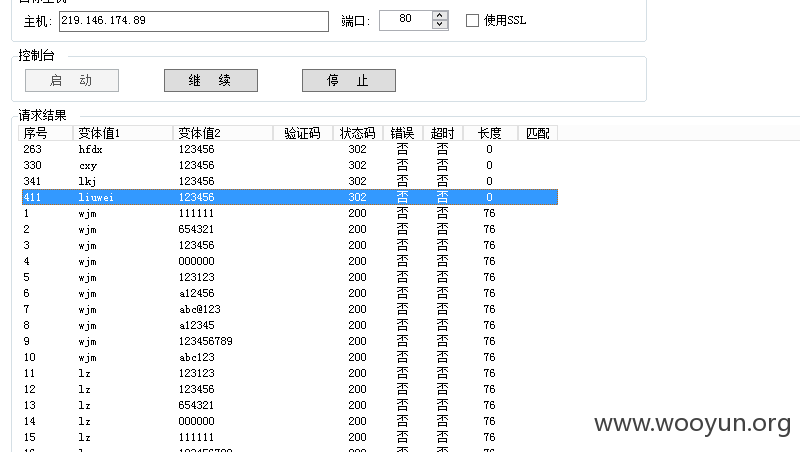 主机: 219.146.174.89 端口: 80 使用SSL
控制台
启 动 继 续 停 止
请求结果
序号 变体值1 变体值2 验证码 状态码 错误 超时 长度 匹配
263 hfdx 123456 302 否 否 0
330 cxy 123456 302 否 否 0
341 lkj 123456 302 否 否 0
411 liuwei 123456 302 否 否 0
1 wjm 111111 200 否 否 76
2 wjm 654321 200 否 否 76
3 wjm 123456 200 否 否 76
4 wjm 000000 200 否 否 76
5 wjm 123123 200 否 否 76
6 wjm a12456 200 否 否 76
7 wjm abc@123 200 否 否 76
8 wjm a12345 200 否 否 76
9 wjm 123456789 200 否 否 76
10 wjm abc123 200 否 否 76
11 lz 123123 200 否 否 76
12 lz 123456 200 否 否 76
13 lz 654321 200 否 否 76
14 lz 000000 200 否 否 76
15 lz 111111 200 否 否 76
www.wooyun.org